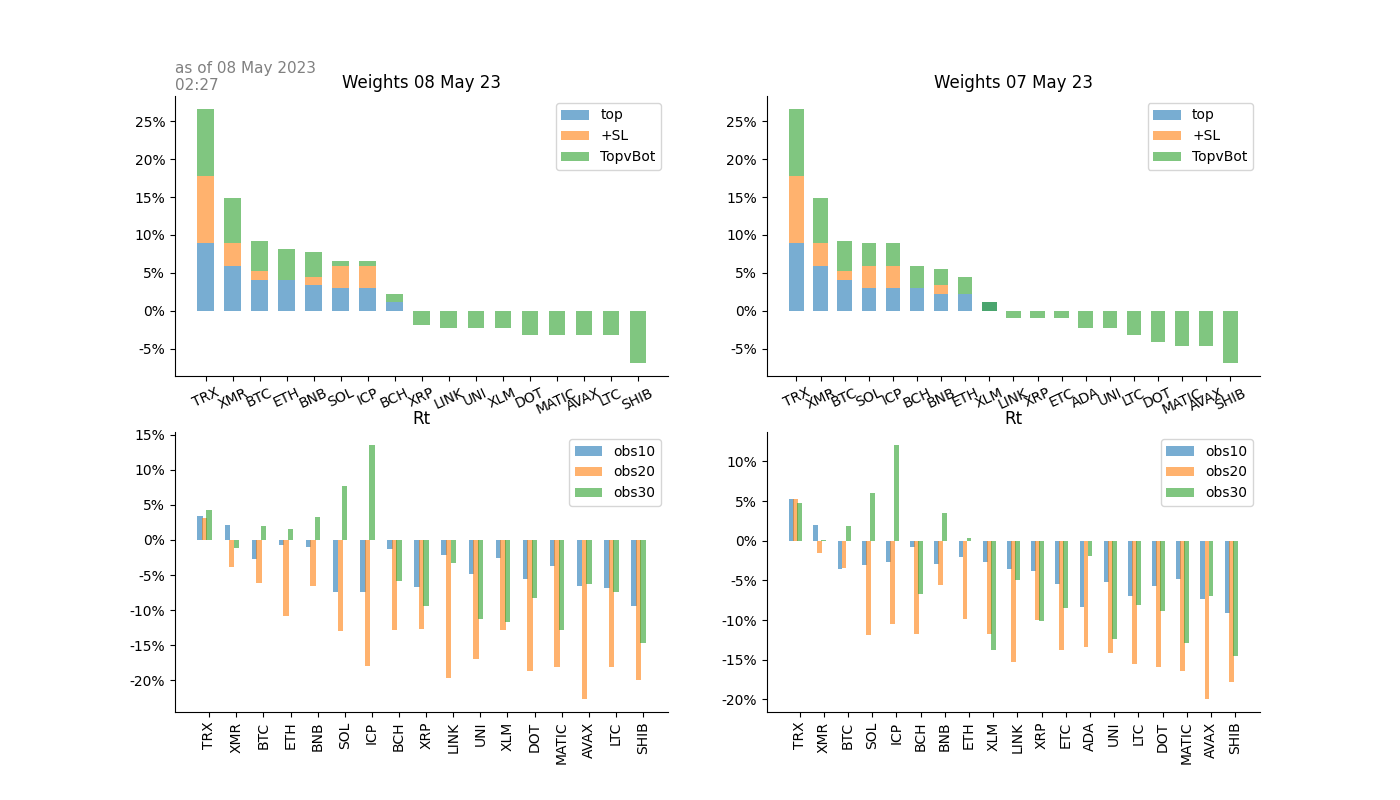 as of 08 May 2023
02:27
Weights 08 May 23
25%
20%
15%
10%
5%
0%
-5%
top
+SL
TopvBot
TRX XMR BTC ETH BNB SOL ICP BCH XRP LINK UNI XLM DOT MATIC AVAX LTC SHIB
Weights 07 May 23
25%
20%
15%
10%
5%
0%
-5%
top
+SL
TopvBot
TRX XMR BTC SOL ICP BCH BNB ETH XLM LINK XRP ETC ADA UNI LTC DOT MATIC AVAX SHIB
Rt
15%
10%
5%
0%
-5%
-10%
-15%
-20%
obs10
obs20
obs30
TRX XMR BTC ETH BNB SOL ICP BCH XRP LINK UNI XLM DOT MATIC AVAX LTC SHIB
Rt
10%
5%
0%
-5%
-10%
-15%
-20%
obs10
obs20
obs30
TRX XMR BTC SOL ICP BCH BNB ETH XLM LINK XRP ETC ADA UNI LTC DOT MATIC AVAX SHIB